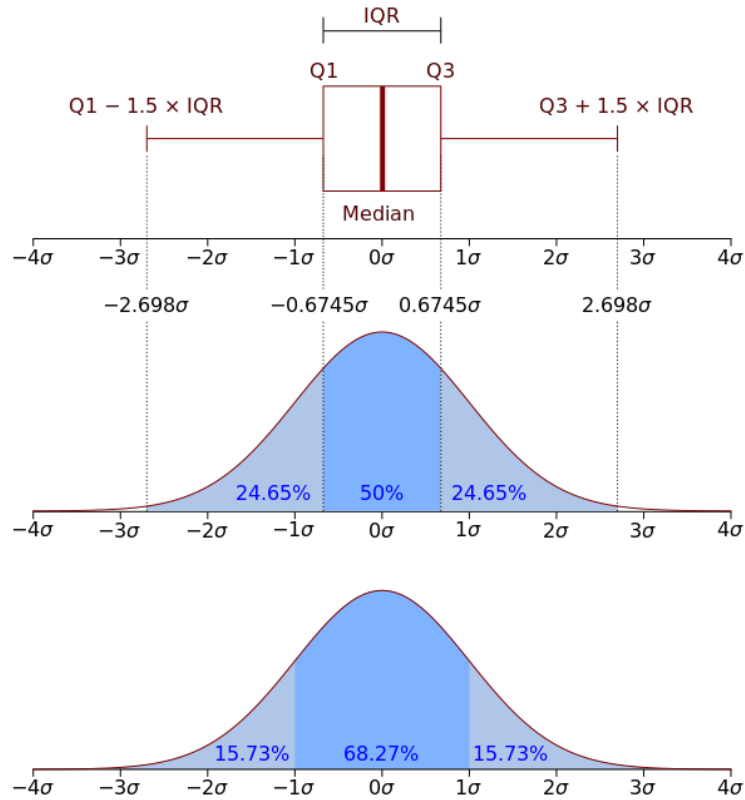 IQR
Q1 Q3
Q1 − 1.5 × IQR Q3 + 1.5 × IQR
Median
−4σ −3σ −2σ −1σ 0σ 1σ 2σ 3σ 4σ
−2.698σ −0.6745σ 0.6745σ 2.698σ
24.65% 50% 24.65%
−4σ −3σ −2σ −1σ 0σ 1σ 2σ 3σ 4σ
15.73% 68.27% 15.73%
−4σ −3σ −2σ −1σ 0σ 1σ 2σ 3σ 4σ